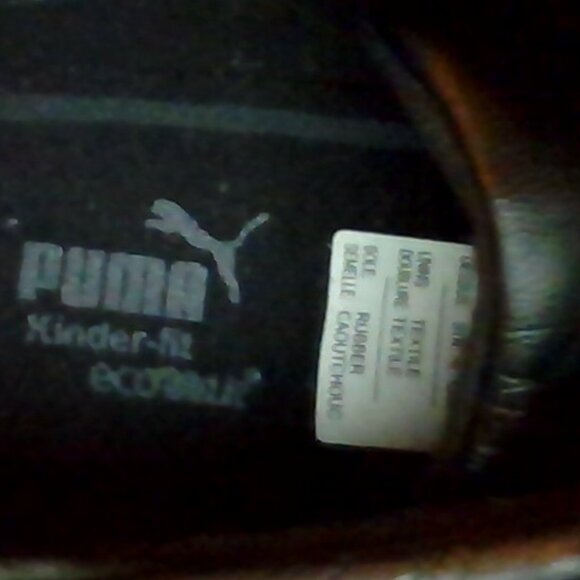 PUMA
Kinder-fit
LINING TEXTILE
DOUBLURE TEXTILE
SOLE RUBBER
SEMELLE CAOUTCHOUC